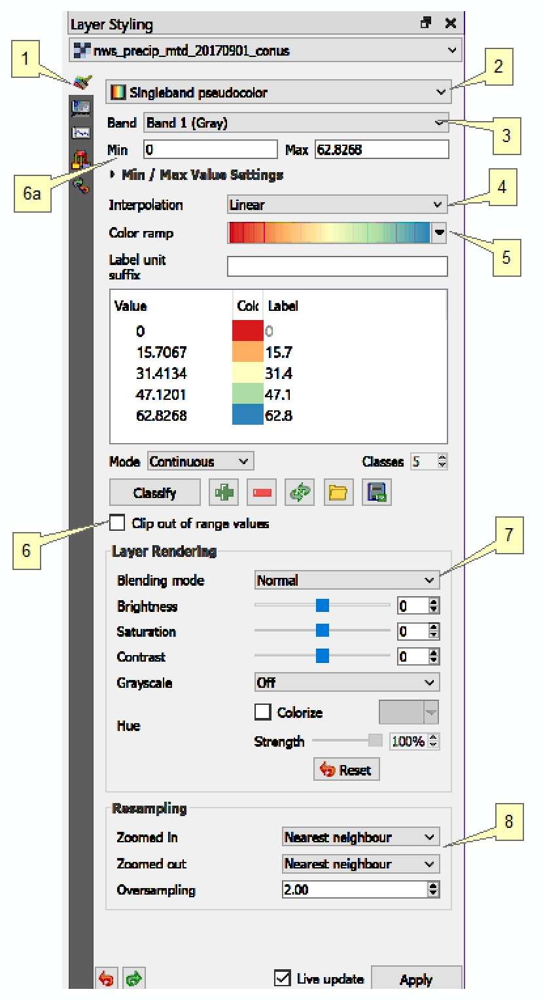 Layer Styling
nws_precip_mtd_20170901_conus
1
2
Singleband pseudocolor
Band Band 1 (Gray)
3
Min 0 Max 62.8268
6a
Min / Max Value Settings
4
Interpolation Linear
Color ramp
5
Label unit
suffix
Value Colc Label
0 0
15.7067 15.7
31.4134 31.4
47.1201 47.1
62.8268 62.8
Mode Continuous Classes 5
Classify
Clip out of range values
6
7
Layer Rendering
Blending mode Normal
Brightness 0
Saturation 0
Contrast 0
Grayscale Off
Hue Colorize
Strength 100%
Reset
Resampling
8
Zoomed in Nearest neighbour
Zoomed out Nearest neighbour
Oversampling 2.00
Live update Apply